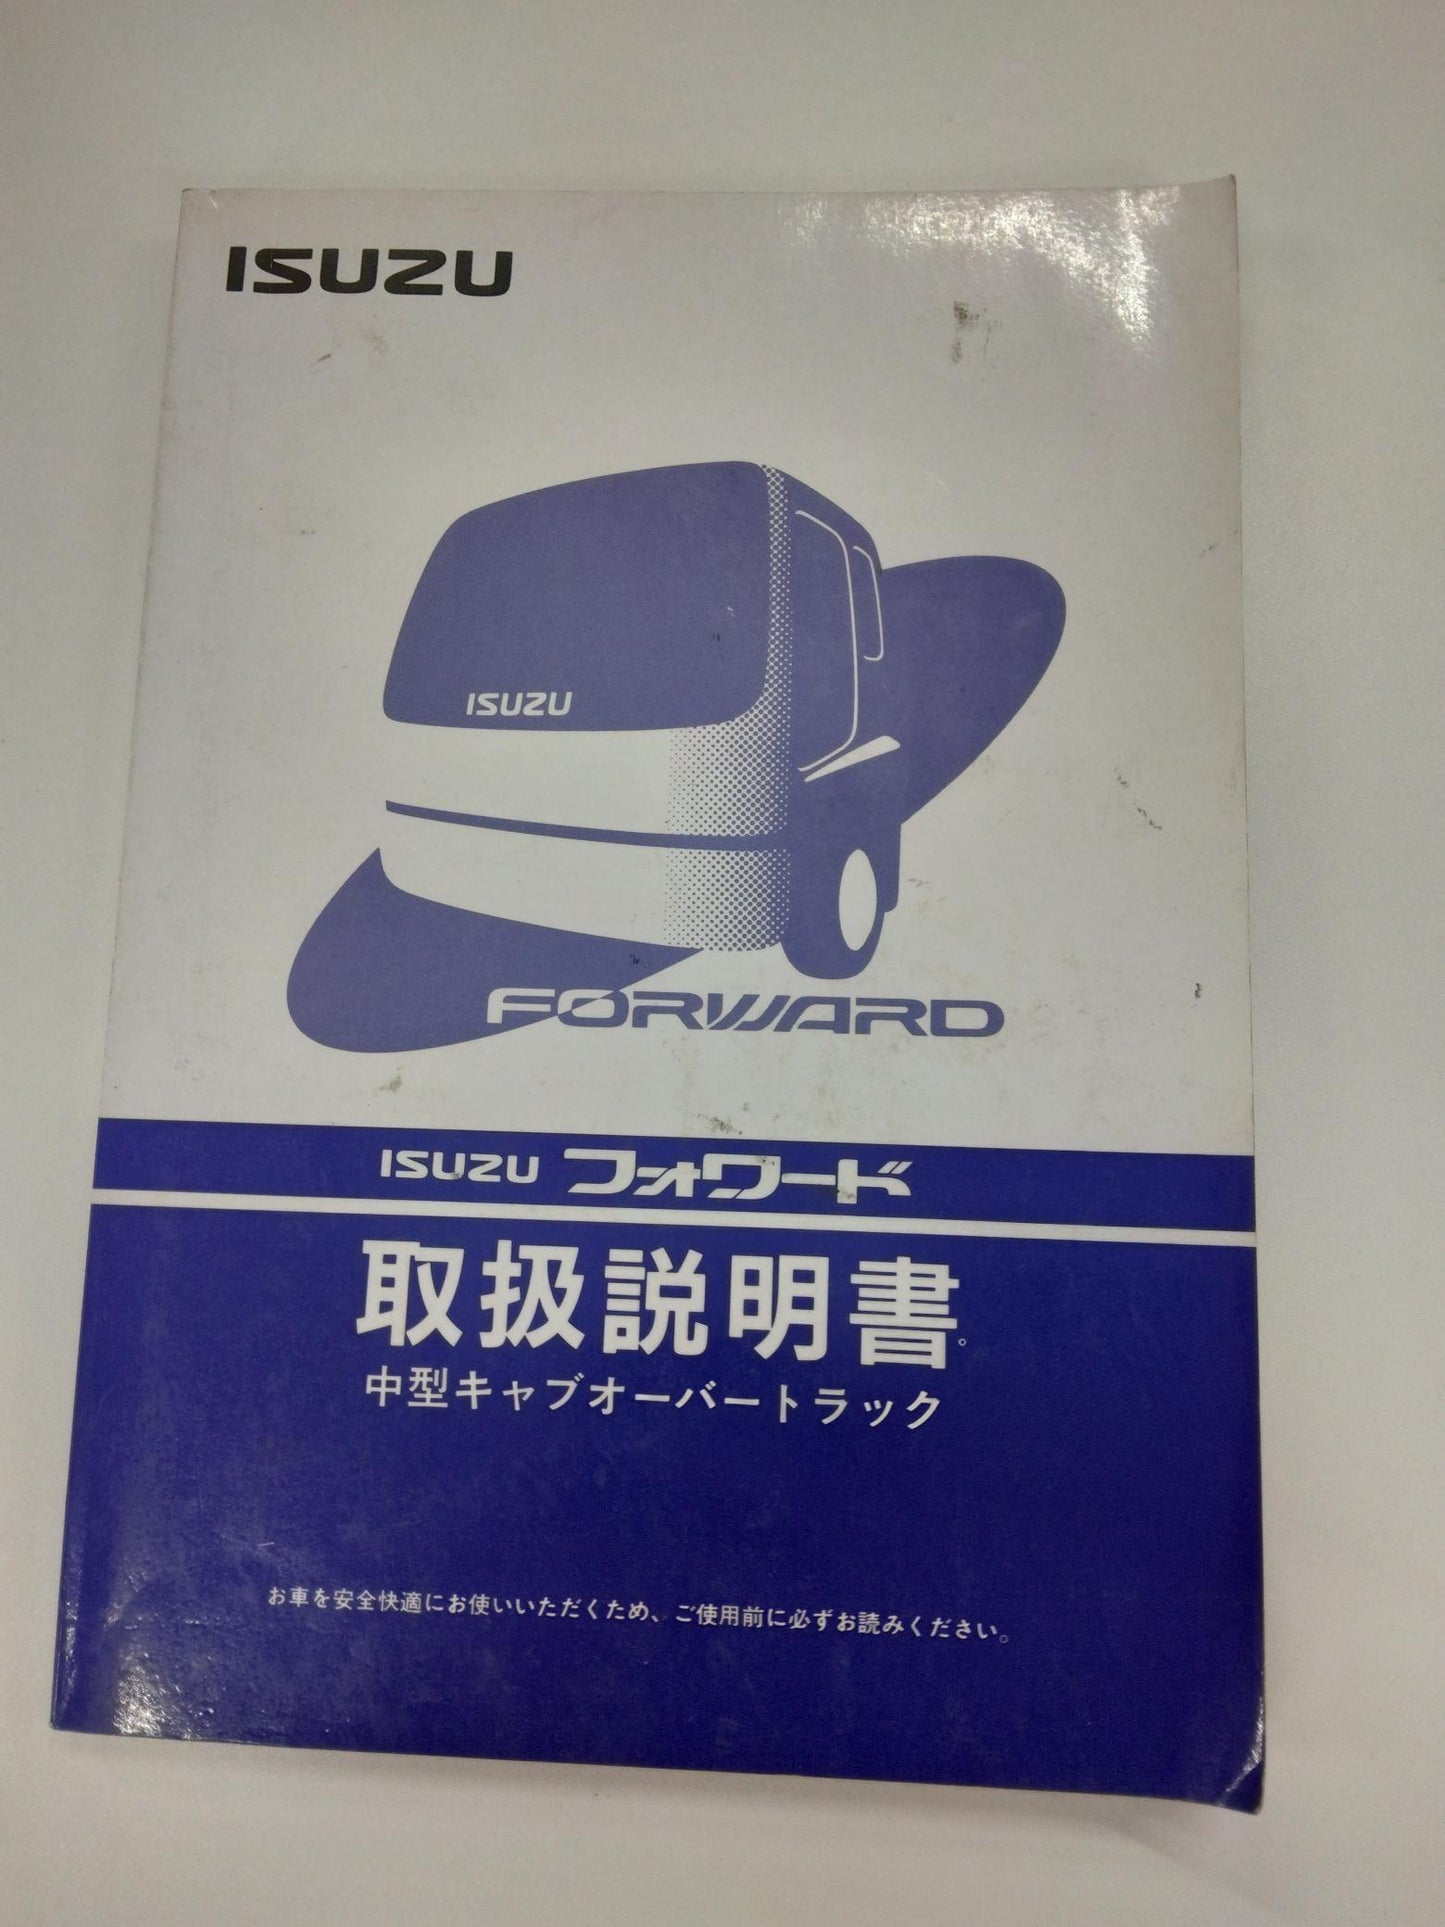 ISUZU
ISUZU
FORWARD
ISUZU フォワード
取扱説明書。
中型キャブオーバートラック
お車を安全快適にお使いいただくため、ご使用前に必ずお読みください。